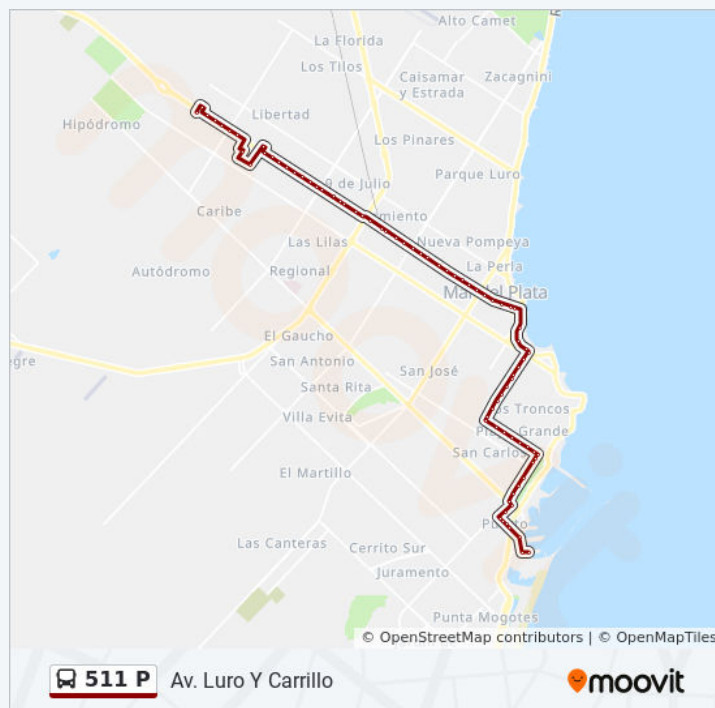 Alto Camet
La Florida
Los Tilos
Caisamar
y Estrada
Zacagnini
Libertad
Hipódromo
Los Pinares
Parque Luro
9 de Julio
Caribe
miento
Las Lilas
Nueva Pompeya
La Perla
Autódromo
Regional
Mar del Plata
El Gaucho
San José
San Antonio
Santa Rita
Villa Evita
os Troncos
Playa Grande
San Carlos
El Martillo
Puerto
Las Canteras
Cerrito Sur
Juramento
Punta Mogotes
© OpenStreetMap contributors | © OpenMapTiles
511 P
Av. Luro Y Carrillo
moovit